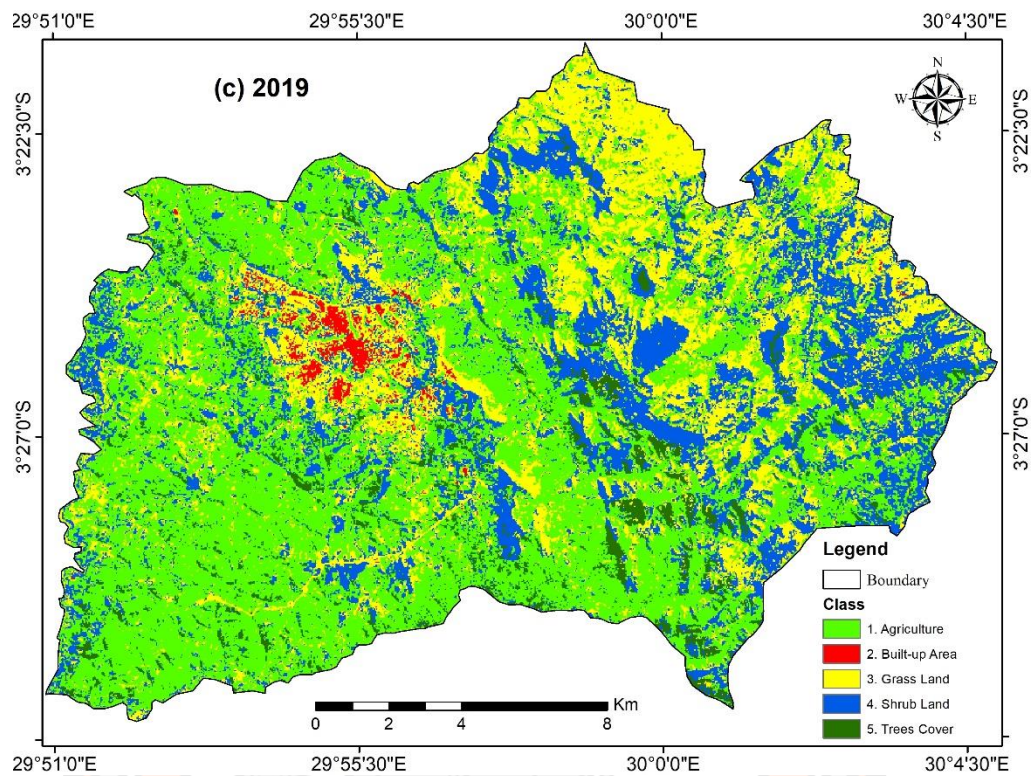 29°51'0"E 29°55'30"E 30°0'0"E 30°4'30"E
(c) 2019
N
W E
S
3°22'30"S 3°22'30"S
3°27'0"S 3°27'0"S
Legend
Boundary
Class
1. Agriculture
2. Built-up Area
3. Grass Land
4. Shrub Land
5. Trees Cover
Km
0 2 4 8
29°51'0"E 29°55'30"E 30°0'0"E 30°4'30"E